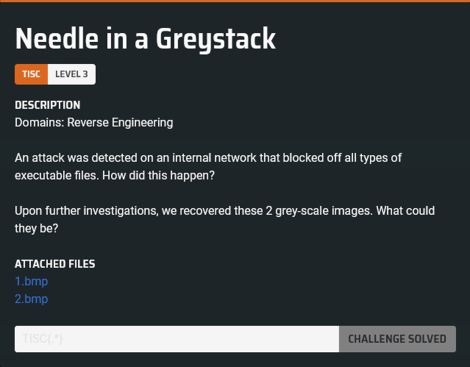 Needle in a Greystack
TISC LEVEL 3
DESCRIPTION
Domains: Reverse Engineering
An attack was detected on an internal network that blocked off all types of
executable files. How did this happen?
Upon further investigations, we recovered these 2 grey-scale images. What could
they be?
ATTACHED FILES
1.bmp
2.bmp
TISC{.*} CHALLENGE SOLVED